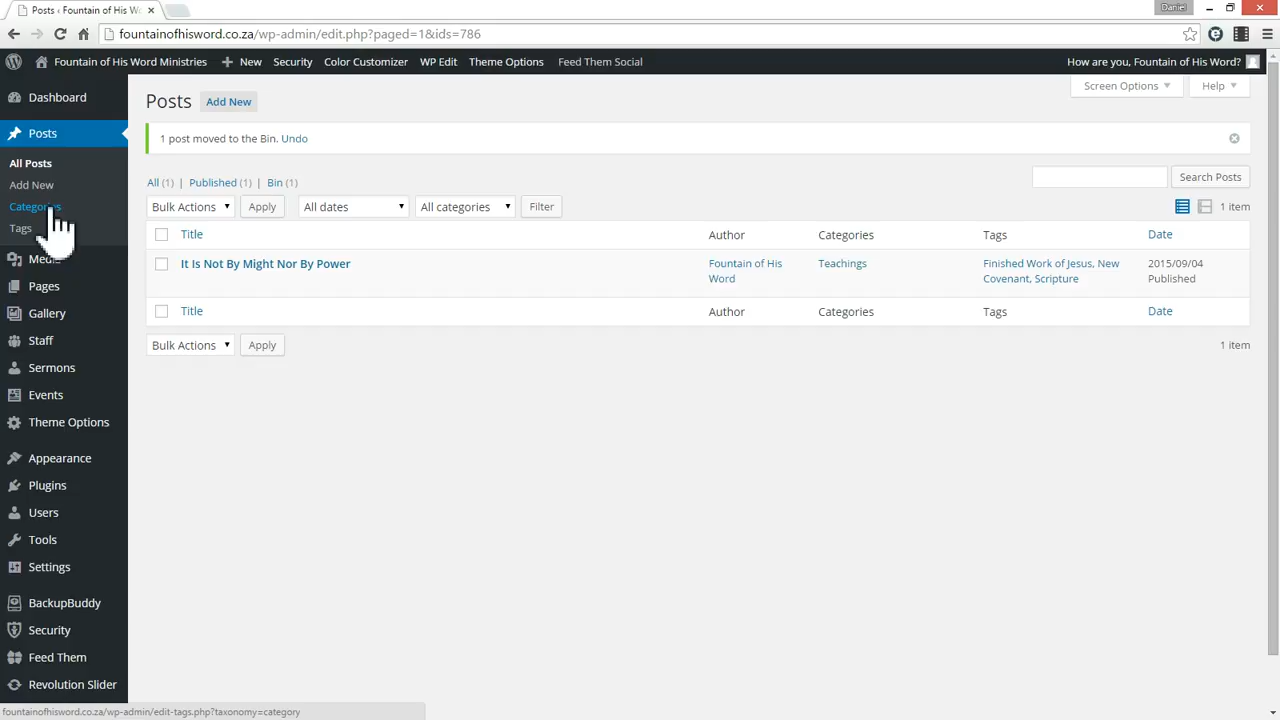 Posts ‹ Fountain of His W
Daniel
fountainofhisword.co.za/wp-admin/edit.php?paged=1&ids=786
Fountain of His Word Ministries
New
Security
Color Customizer
WP Edit
Theme Options
Feed Them Social
How are you, Fountain of His Word?
Dashboard
Posts
All Posts
Add New
Categories
Tags
Media
Pages
Gallery
Staff
Sermons
Events
Theme Options
Appearance
Plugins
Users
Tools
Settings
BackupBuddy
Security
Feed Them
Revolution Slider
Screen Options
Help
Posts Add New
1 post moved to the Bin. Undo
All (1) | Published (1) | Bin (1)
Search Posts
Bulk Actions Apply All dates All categories Filter
1 item
Title Author Categories Tags Date
It Is Not By Might Nor By Power
Fountain of His
Word
Teachings
Finished Work of Jesus, New
Covenant, Scripture
2015/09/04
Published
Title Author Categories Tags Date
Bulk Actions Apply
1 item
fountainofhisword.co.za/wp-admin/edit-tags.php?taxonomy=category